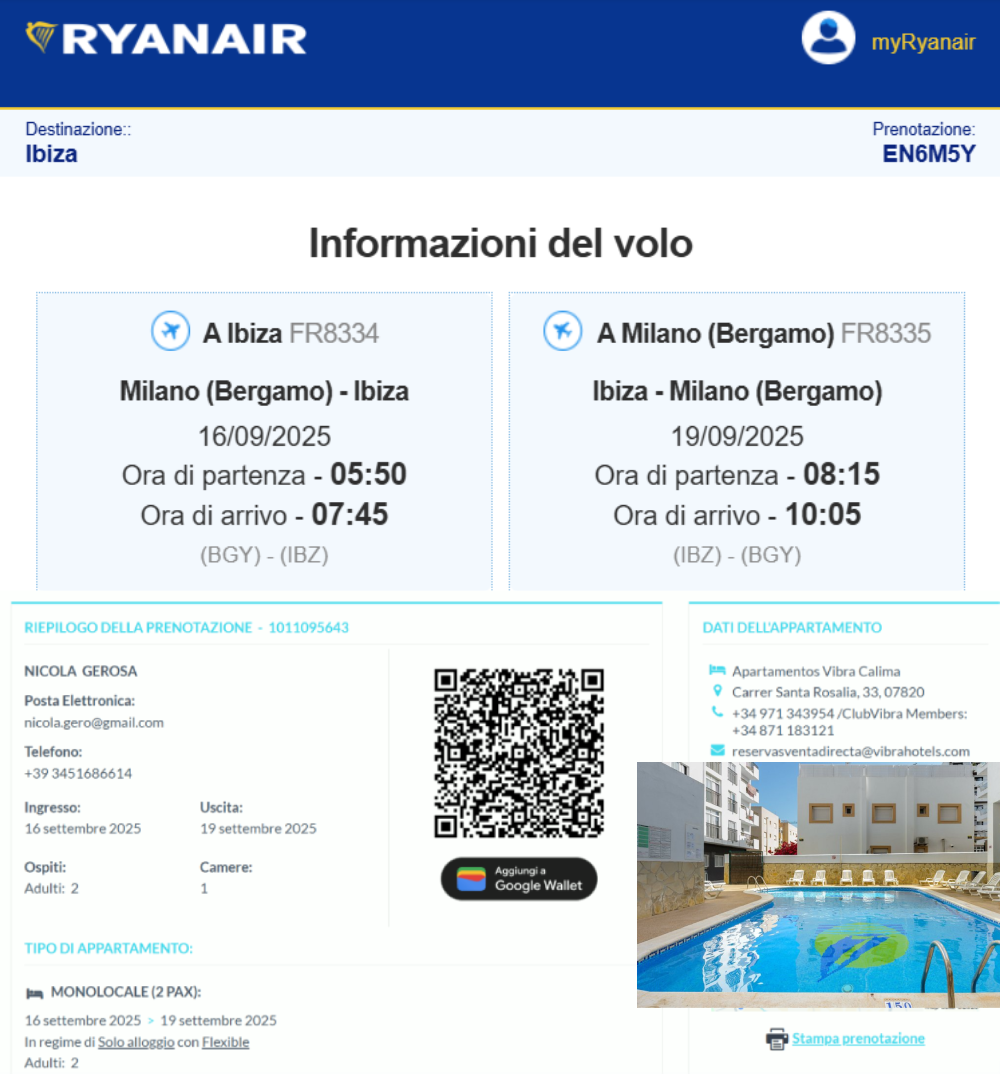 RYANAIR
myRyanair
Destinazione::
Ibiza
Prenotazione:
EN6M5Y
Informazioni del volo
A Ibiza FR8334
Milano (Bergamo) - Ibiza
16/09/2025
Ora di partenza - 05:50
Ora di arrivo - 07:45
(BGY) - (IBZ)
A Milano (Bergamo) FR8335
Ibiza - Milano (Bergamo)
19/09/2025
Ora di partenza - 08:15
Ora di arrivo - 10:05
(IBZ) - (BGY)
RIEPILOGO DELLA PRENOTAZIONE - 1011095643
NICOLA GEROSA
Posta Elettronica:
nicola.gero@gmail.com
Telefono:
+39 3451686614
Ingresso:
16 settembre 2025
Uscita:
19 settembre 2025
Ospiti:
Adulti: 2
Camere:
1
Aggiungi a
Google Wallet
TIPO DI APPARTAMENTO:
MONOLOCALE (2 PAX):
16 settembre 2025 > 19 settembre 2025
In regime di Solo alloggio con Flexible
Adulti: 2
DATI DELL'APPARTAMENTO
Apartamentos Vibra Calima
Carrer Santa Rosalia, 33, 07820
+34 971 343954 /ClubVibra Members:
+34 871 183121
reservasventadirecta@vibrahotels.com
150
Stampa prenotazione